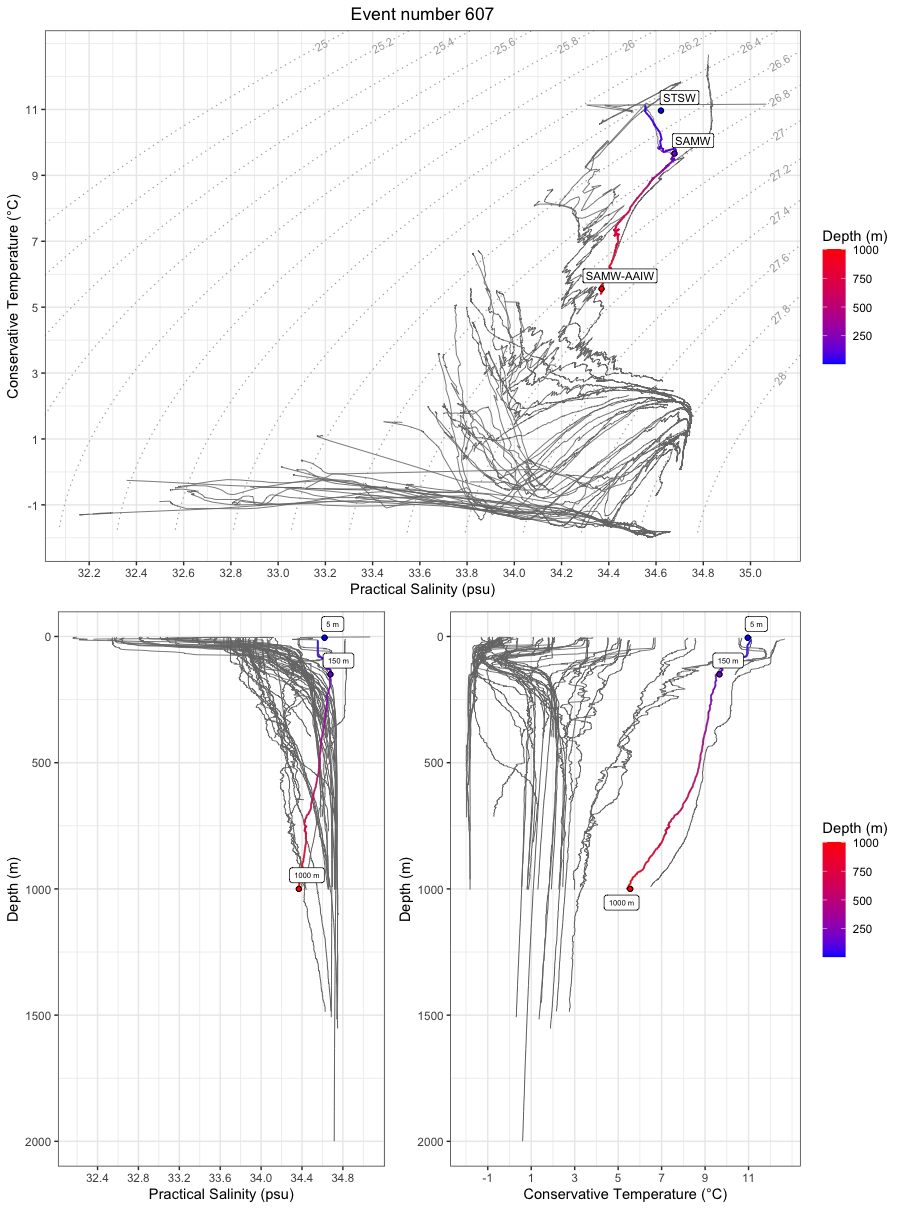 Event number 607
25
25.2
25.4
25.6
25.8
26
26.2
26.4
26.6
26.8
27
27.2
27.4
27.6
27.8
28
STSW
SAMW
SAMW-AAIW
Conservative Temperature (°C)
11
9
7
5
3
1
-1
32.2 32.4 32.6 32.8 33.0 33.2 33.4 33.6 33.8 34.0 34.2 34.4 34.6 34.8 35.0
Practical Salinity (psu)
Depth (m)
1000
750
500
250
5 m
150 m
1000 m
Depth (m)
0
500
1000
1500
2000
32.4 32.8 33.2 33.6 34.0 34.4 34.8
Practical Salinity (psu)
5 m
150 m
1000 m
Depth (m)
0
500
1000
1500
2000
-1 1 3 5 7 9 11
Conservative Temperature (°C)
Depth (m)
1000
750
500
250